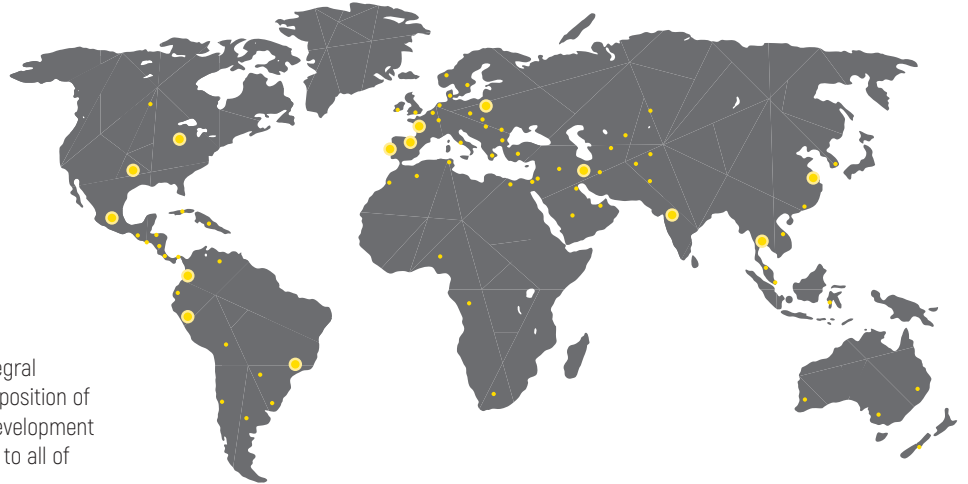 egral
position of
evelopment
to all of